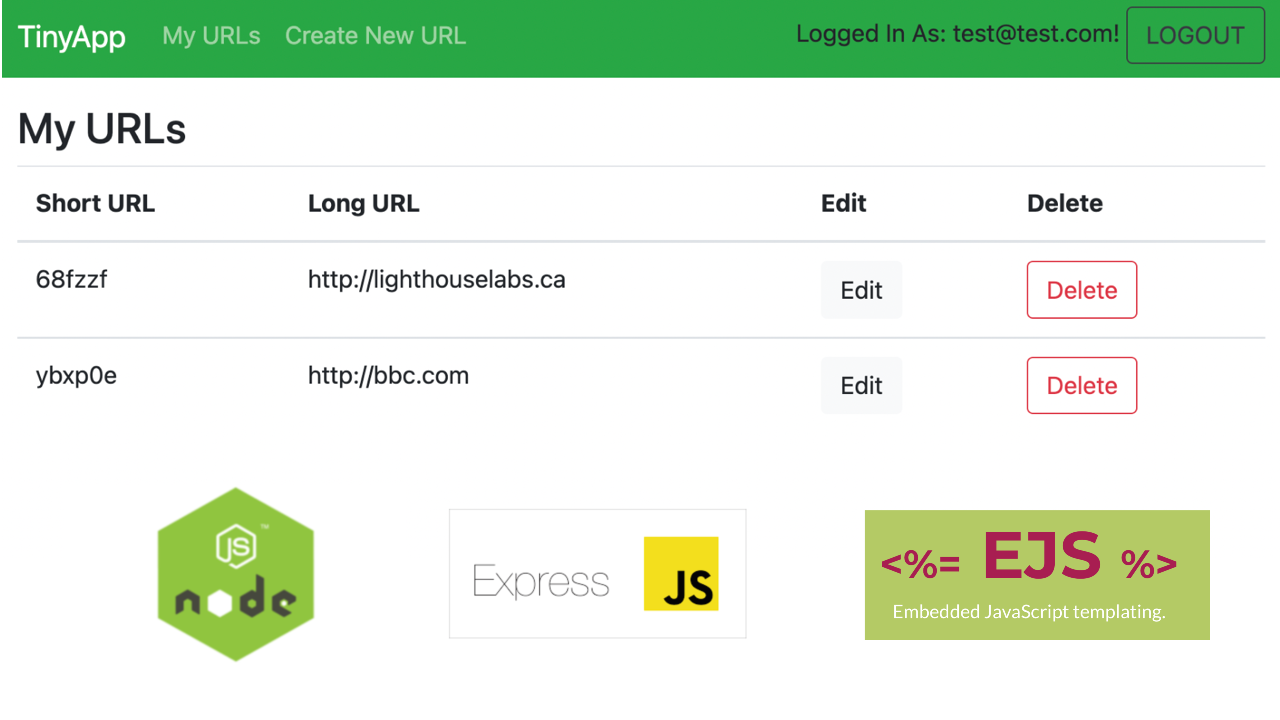 TinyApp My URLs Create New URL Logged In As: test@test.com! LOGOUT
My URLs
Short URL Long URL Edit Delete
68fzzf http://lighthouselabs.ca Edit Delete
ybxp0e http://bbc.com Edit Delete
JS ™
node
Express JS
<%= EJS %>
Embedded JavaScript templating.